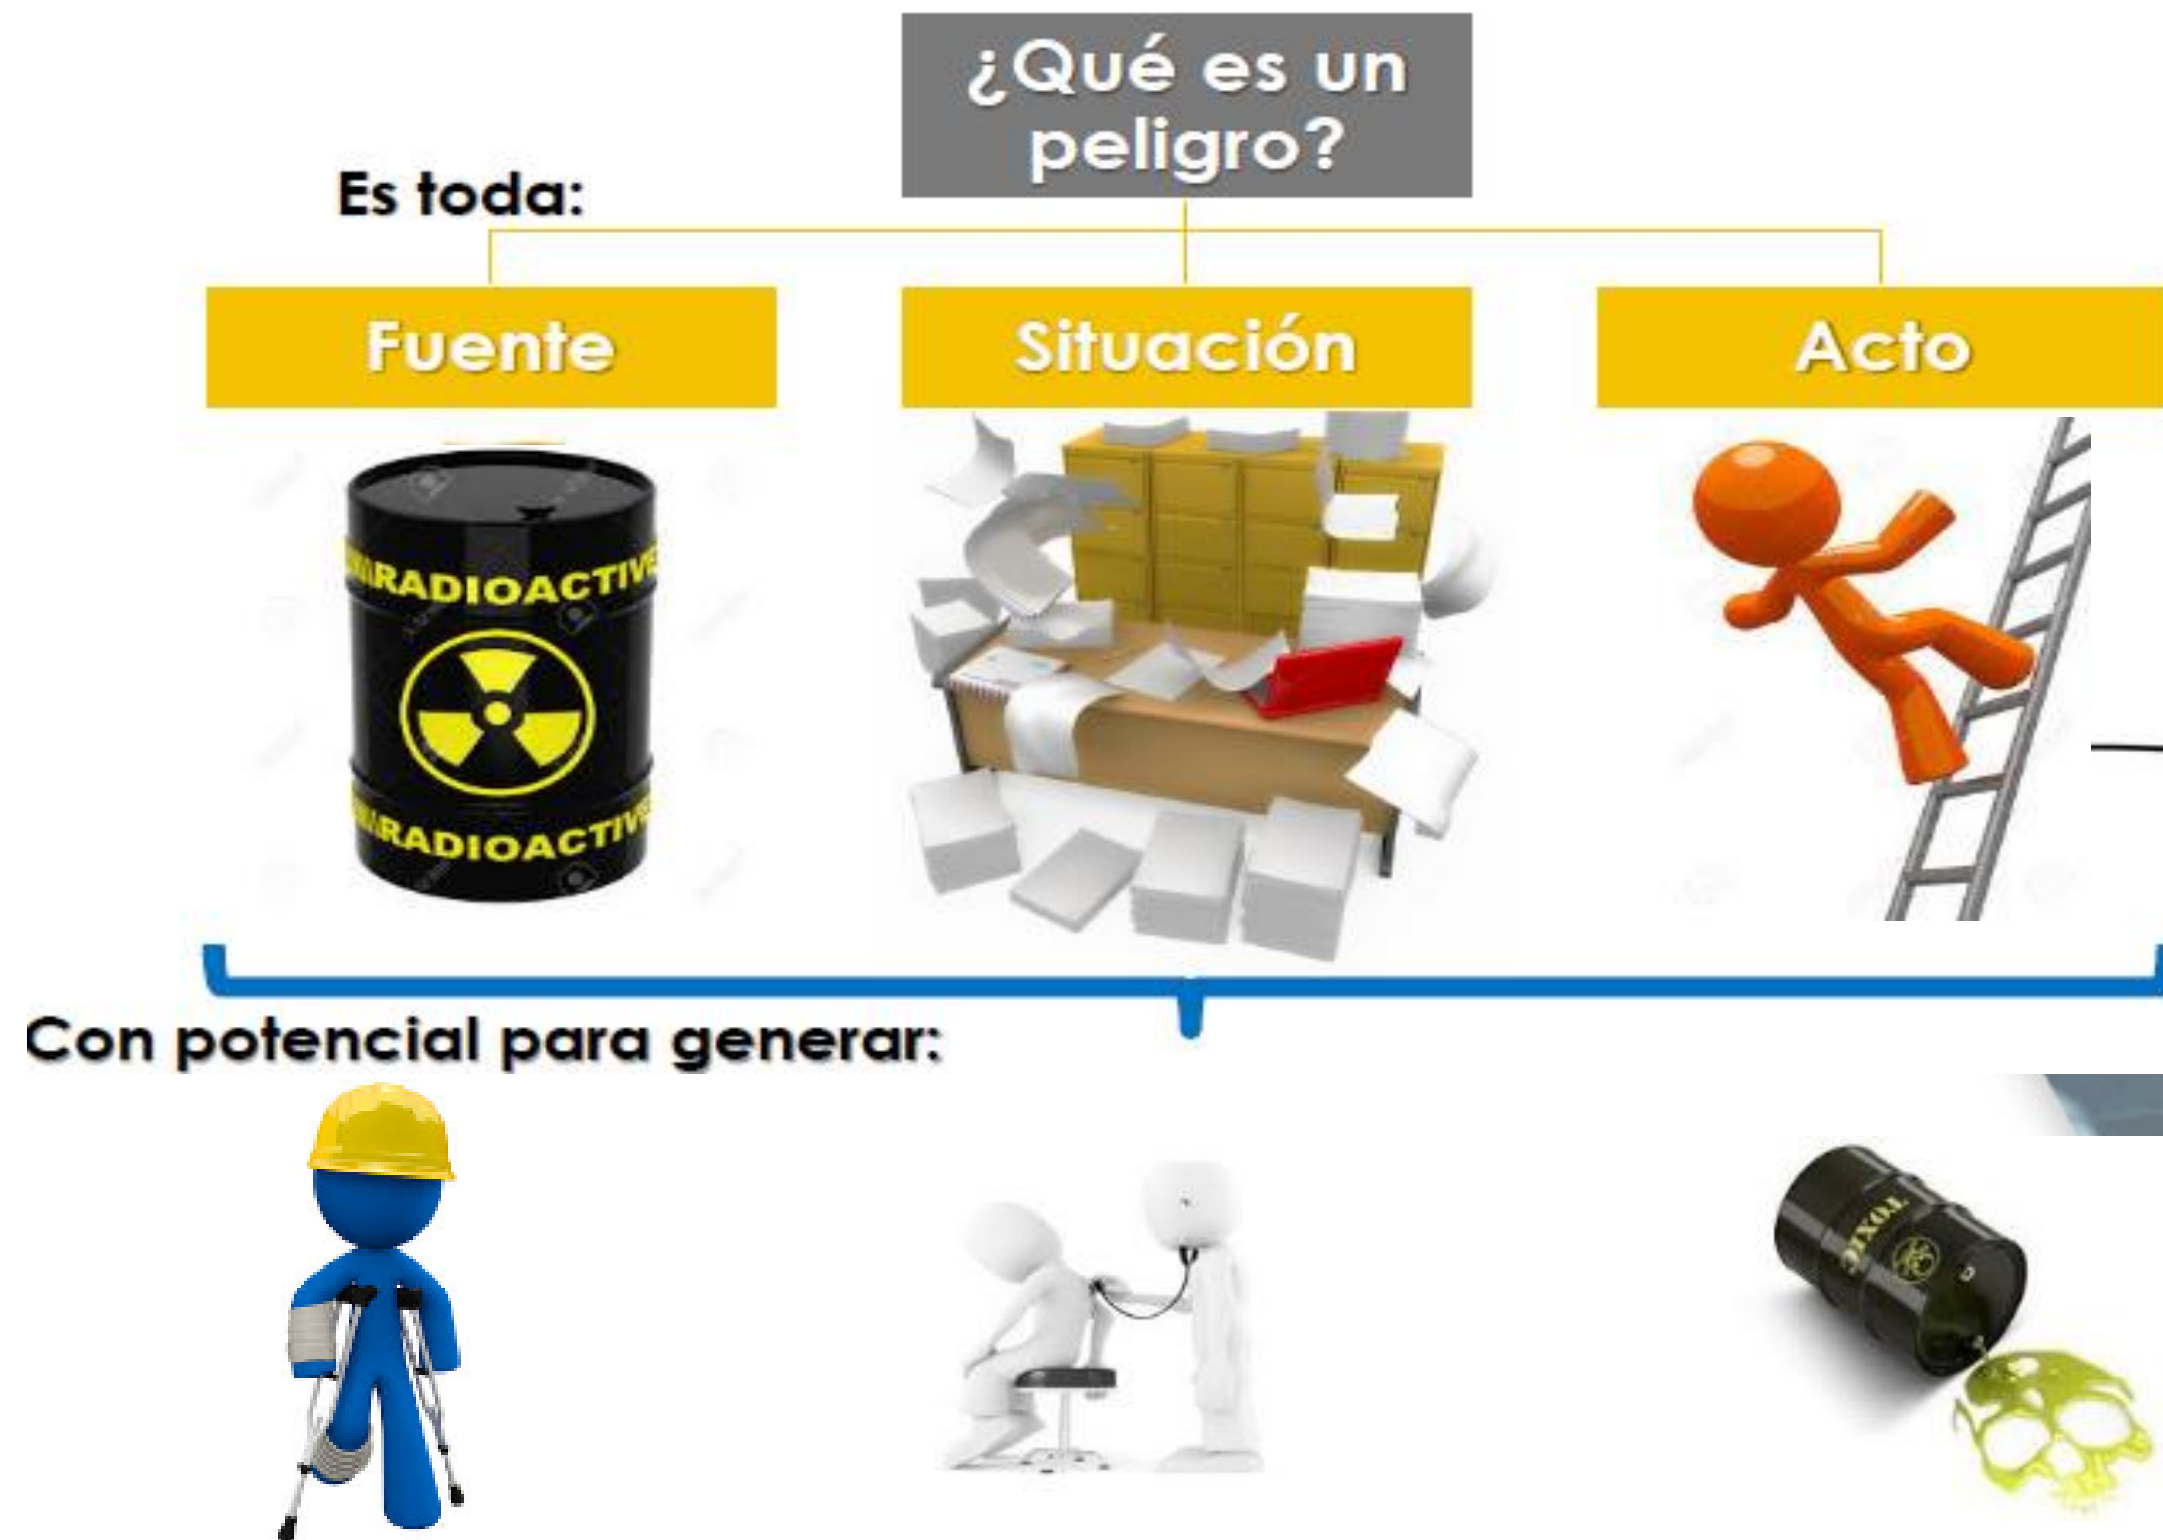 ¿Qué es un
peligro?
Es toda:
Fuente
Situación
Acto
RADIOACTIVE
RADIOACTIVE
Con potencial para generar:
TOXIC